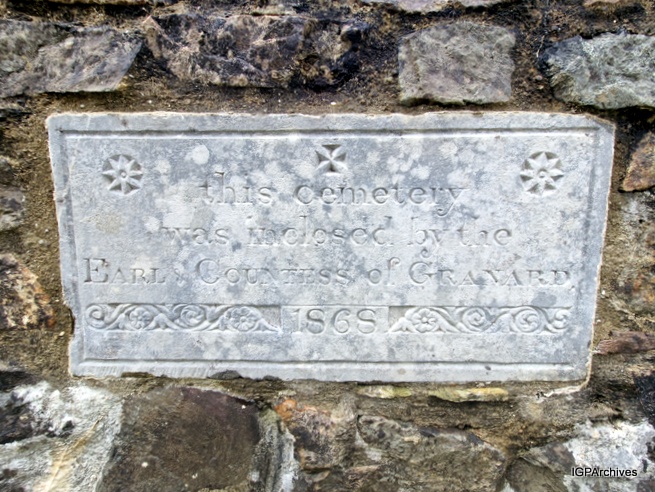 this cemetery
was inclosed by the
EARL & COUNTESS of GRANARD
1868
IGPArchives